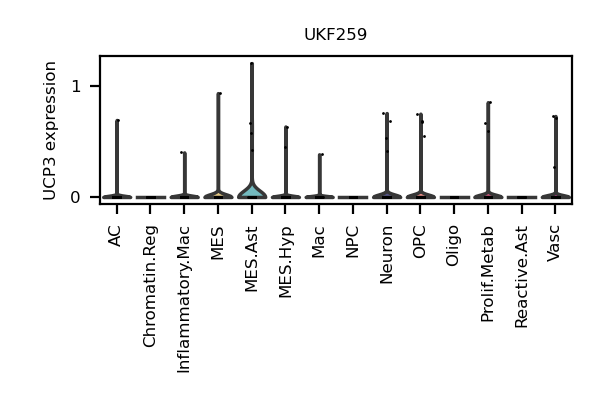 UKF259
UCP3 expression
1
0
AC
Chromatin.Reg
Inflammatory.Mac
MES
MES.Ast
MES.Hyp
Mac
NPC
Neuron
OPC
Oligo
Prolif.Metab
Reactive.Ast
Vasc